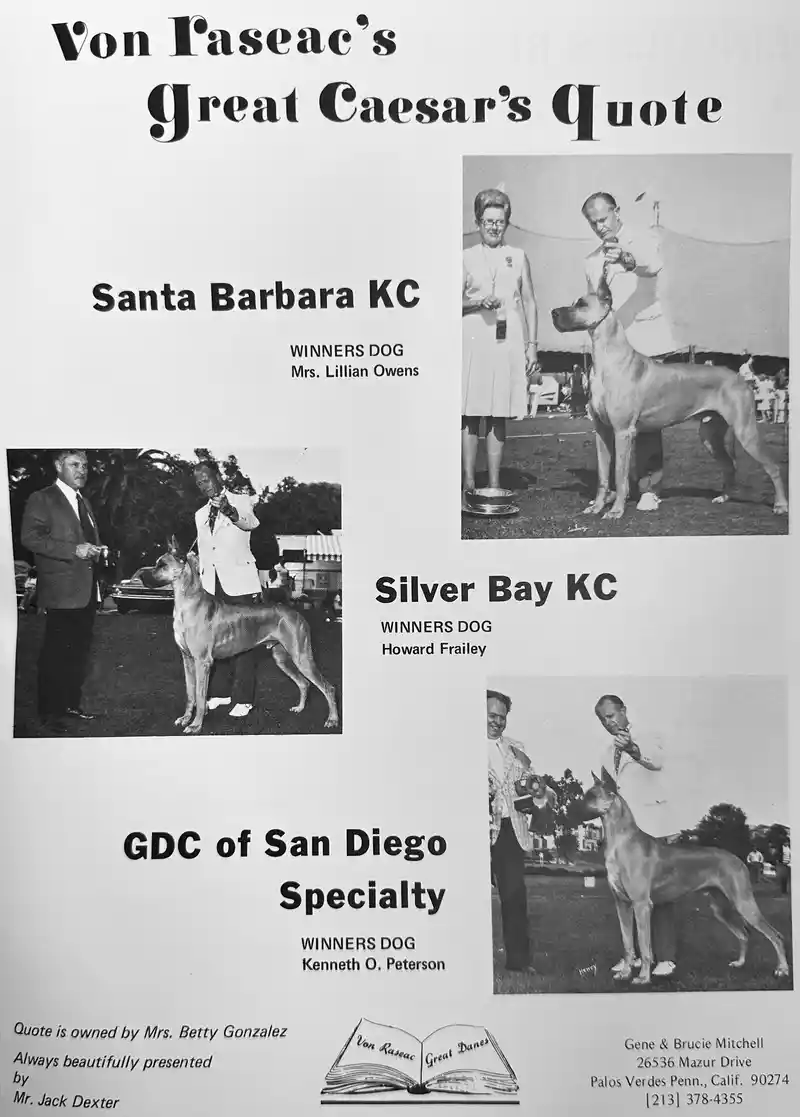 Von Raseac's
Great Caesar's Quote
Santa Barbara KC
WINNERS DOG
Mrs. Lillian Owens
Silver Bay KC
WINNERS DOG
Howard Frailey
GDC of San Diego
Specialty
WINNERS DOG
Kenneth O. Peterson
HENRY
Quote is owned by Mrs. Betty Gonzalez
Always beautifully presented
by
Mr. Jack Dexter
Von Raseac Great Danes
Gene & Brucie Mitchell
26536 Mazur Drive
Palos Verdes Penn., Calif. 90274
[213] 378-4355